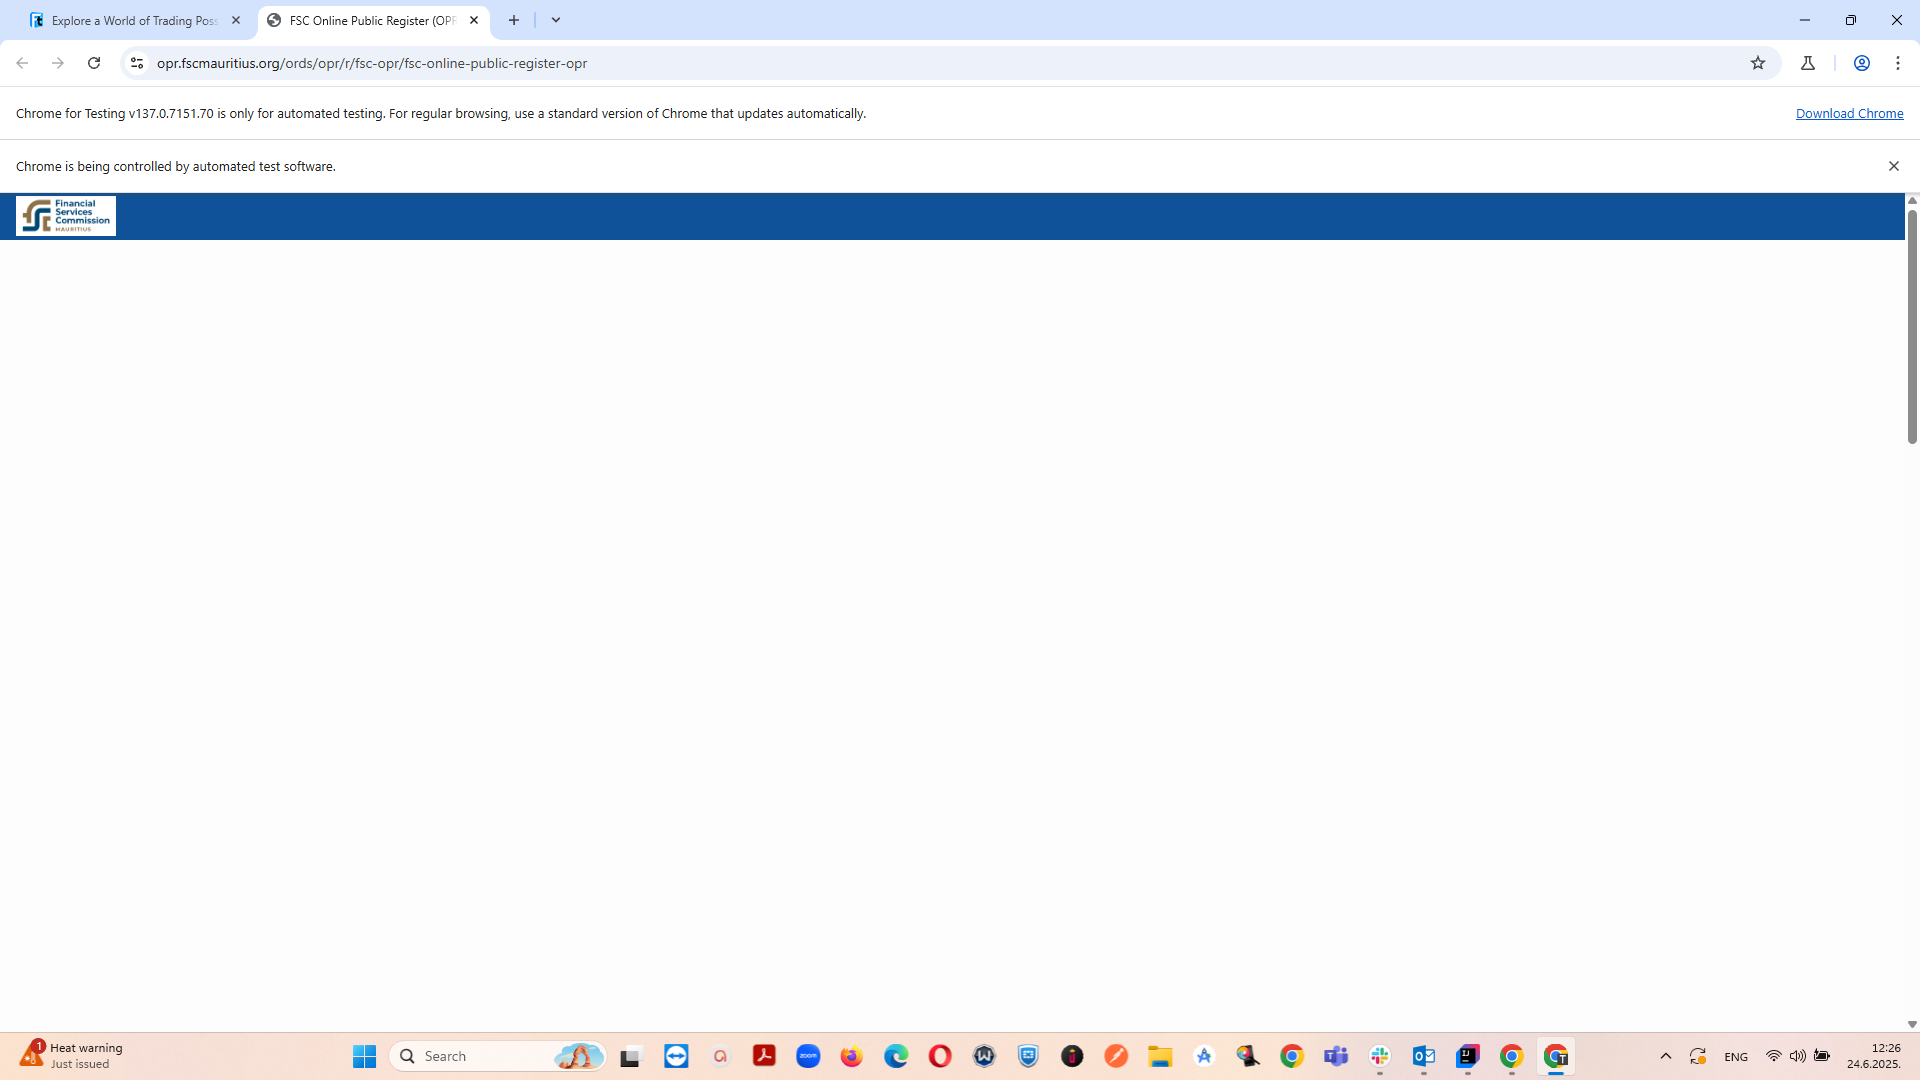 Explore a World of Trading Poss
FSC Online Public Register (OPR
opr.fscmauritius.org/ords/opr/r/fsc-opr/fsc-online-public-register-opr
Chrome for Testing v137.0.7151.70 is only for automated testing. For regular browsing, use a standard version of Chrome that updates automatically.
Download Chrome
Chrome is being controlled by automated test software.
Financial
Services
Commission
MAURITIUS
1
Heat warning
Just issued
Search
zoom
ENG
12:26
24.6.2025.